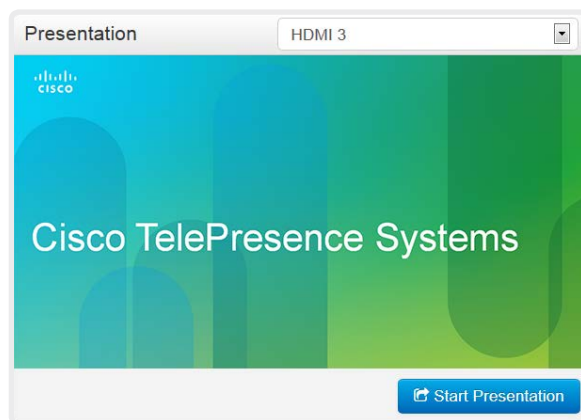 Presentation
HDMI 3
cisco
Cisco TelePresence Systems
Start Presentation